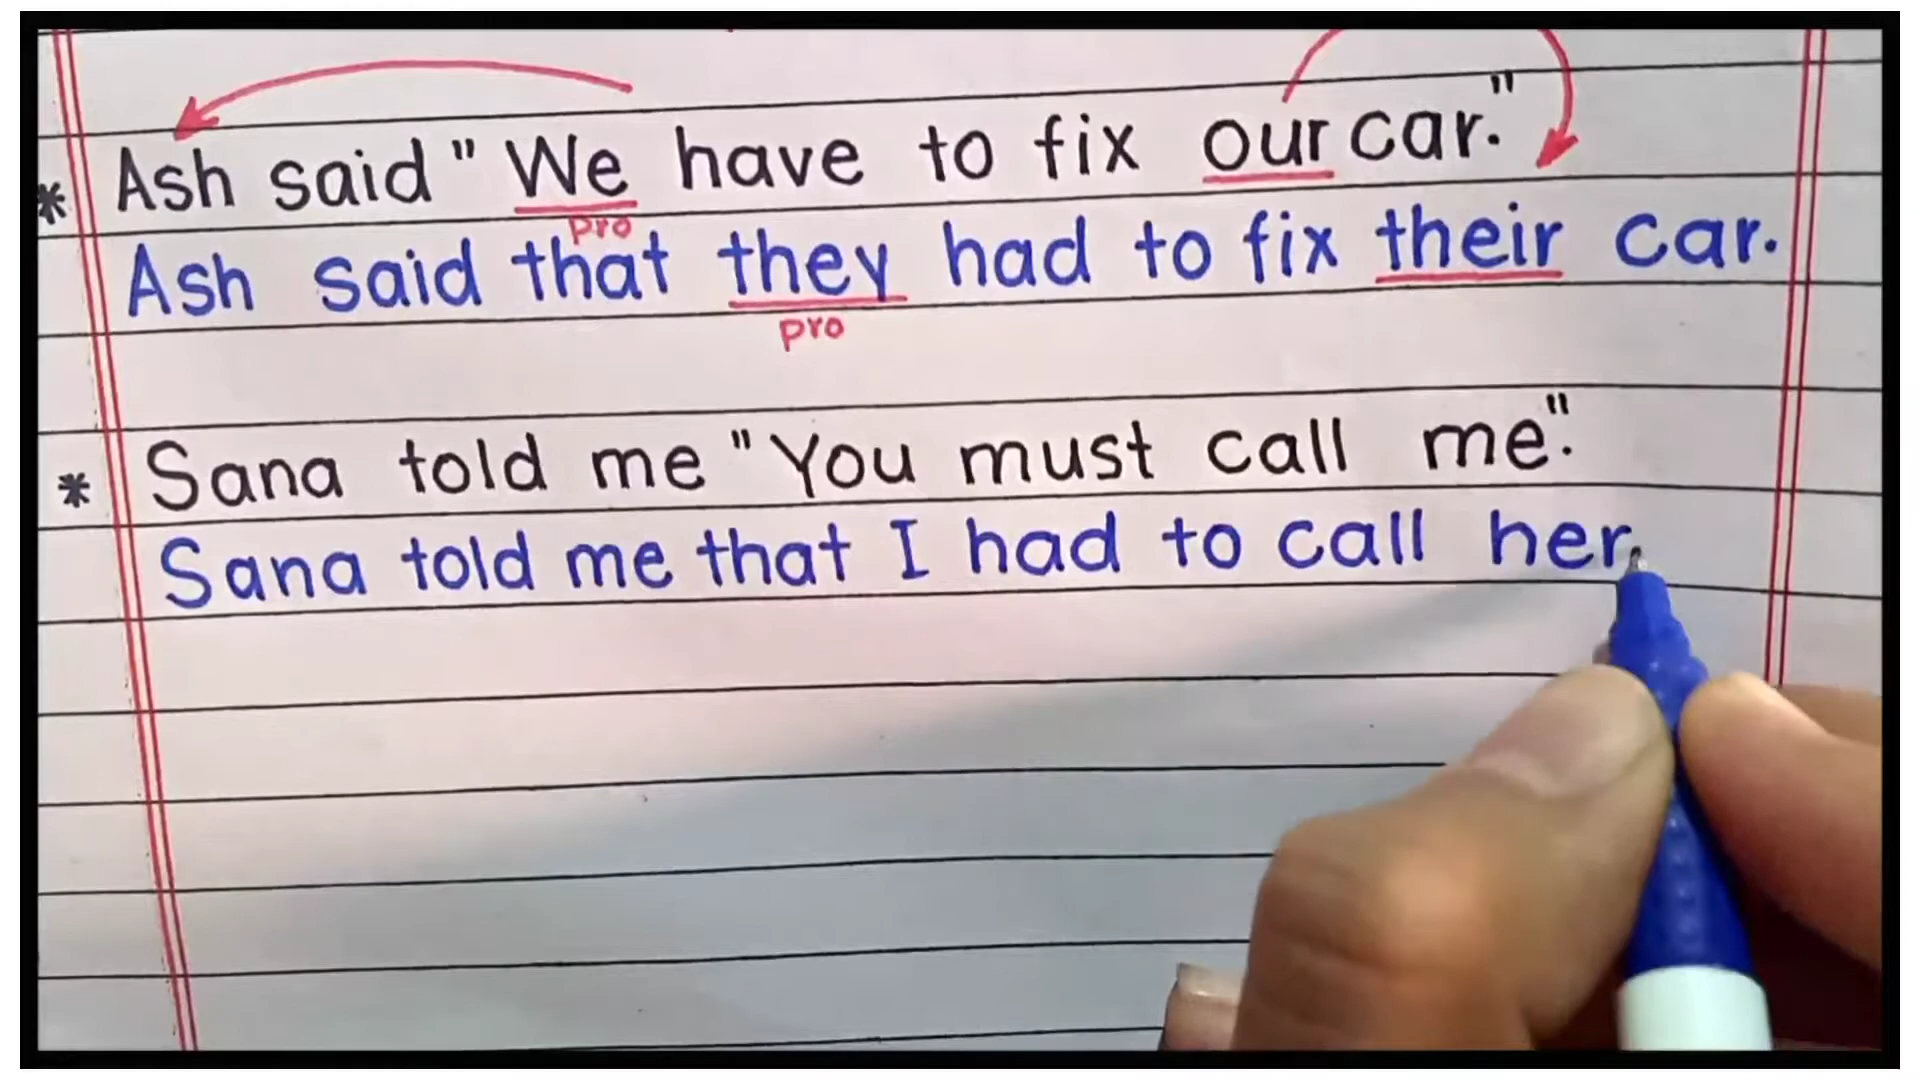 * Ash said " We have to fix our car."
pro
Ash said that they had to fix their car.
pro
* Sana told me "You must call me".
Sana told me that I had to call her.